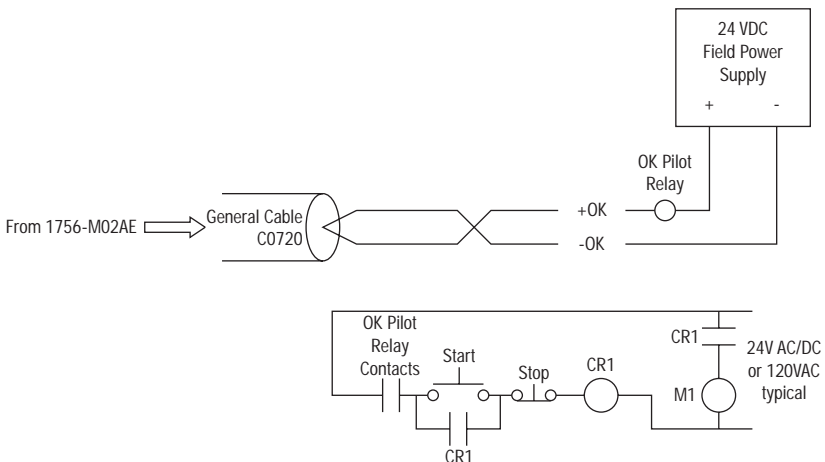 24 VDC
Field Power
Supply
+ -
OK Pilot
Relay
From 1756-M02AE
General Cable
C0720
+OK
-OK
OK Pilot
Relay
Contacts
Start
Stop
CR1
CR1
CR1
M1
24V AC/DC
or 120VAC
typical